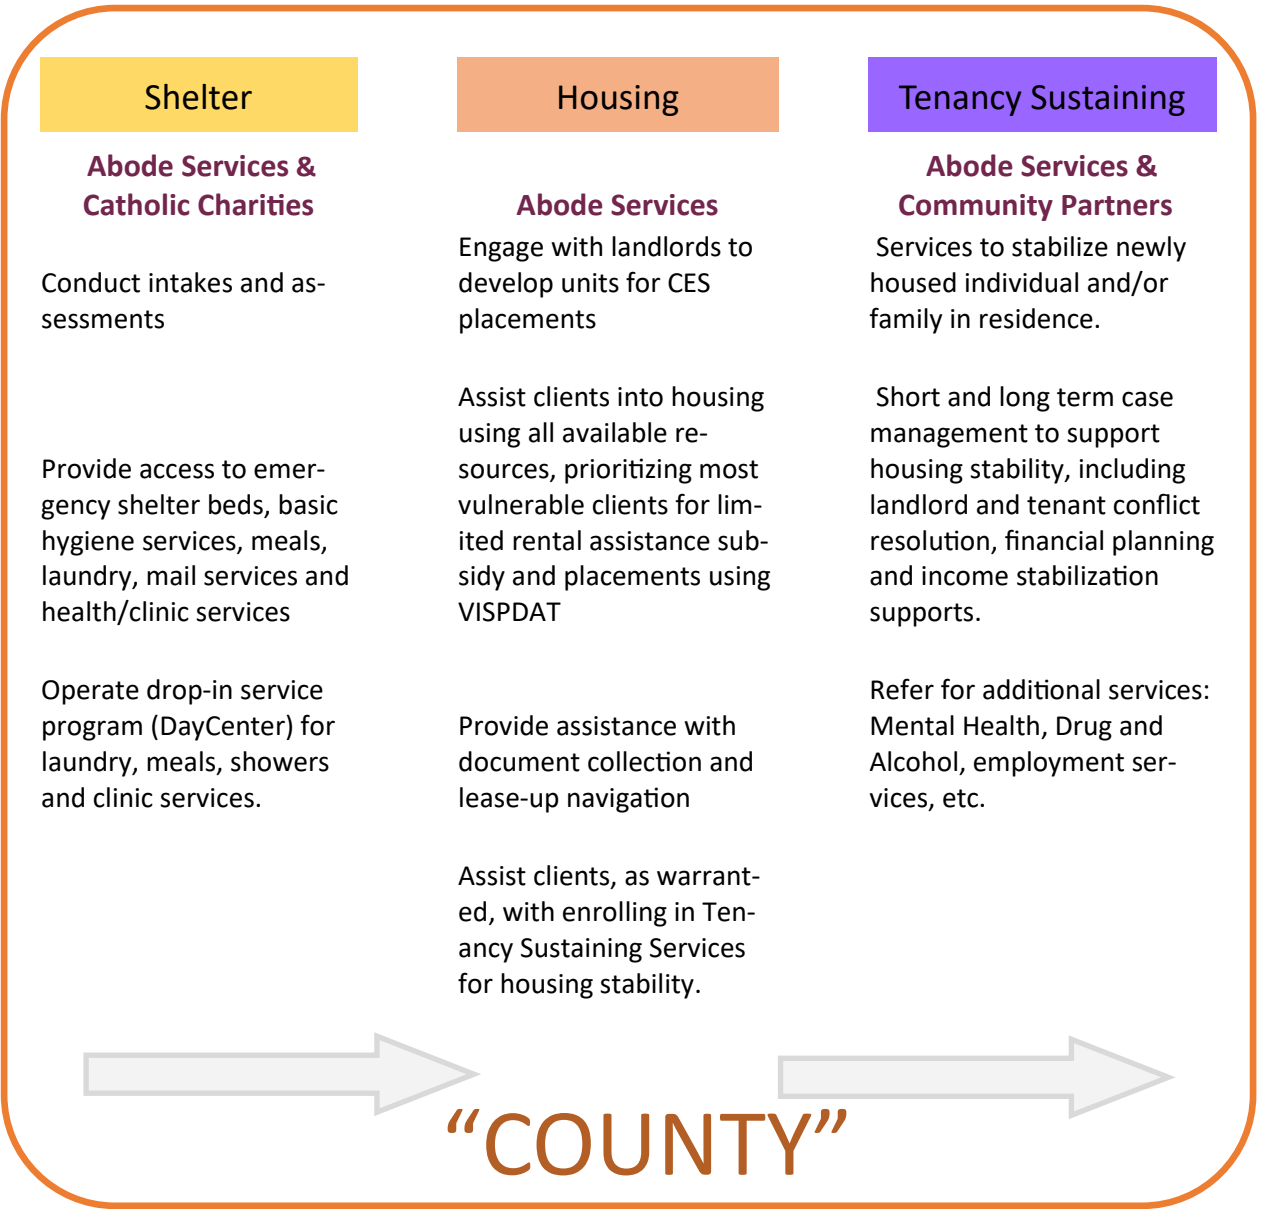 Shelter
Abode Services &
Catholic Charities
Conduct intakes and as-
sessments
Provide access to emer-
gency shelter beds, basic
hygiene services, meals,
laundry, mail services and
health/clinic services
Operate drop-in service
program (DayCenter) for
laundry, meals, showers
and clinic services.
Housing
Abode Services
Engage with landlords to
develop units for CES
placements
Assist clients into housing
using all available re-
sources, prioritizing most
vulnerable clients for lim-
ited rental assistance sub-
sidy and placements using
VISPDAT
Provide assistance with
document collection and
lease-up navigation
Assist clients, as warrant-
ed, with enrolling in Ten-
ancy Sustaining Services
for housing stability.
Tenancy Sustaining
Abode Services &
Community Partners
Services to stabilize newly
housed individual and/or
family in residence.
Short and long term case
management to support
housing stability, including
landlord and tenant conflict
resolution, financial planning
and income stabilization
supports.
Refer for additional services:
Mental Health, Drug and
Alcohol, employment ser-
vices, etc.
“COUNTY”